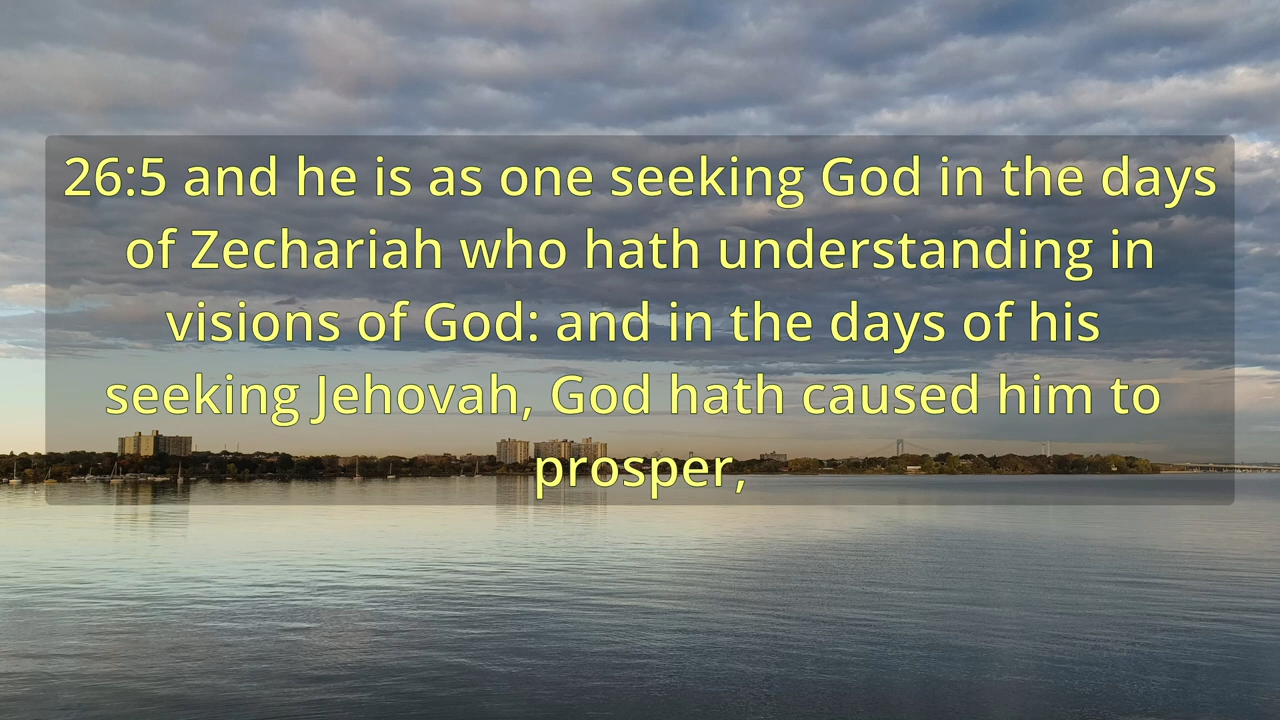 26:5 and he is as one seeking God in the days
of Zechariah who hath understanding in
visions of God: and in the days of his
seeking Jehovah, God hath caused him to
prosper,